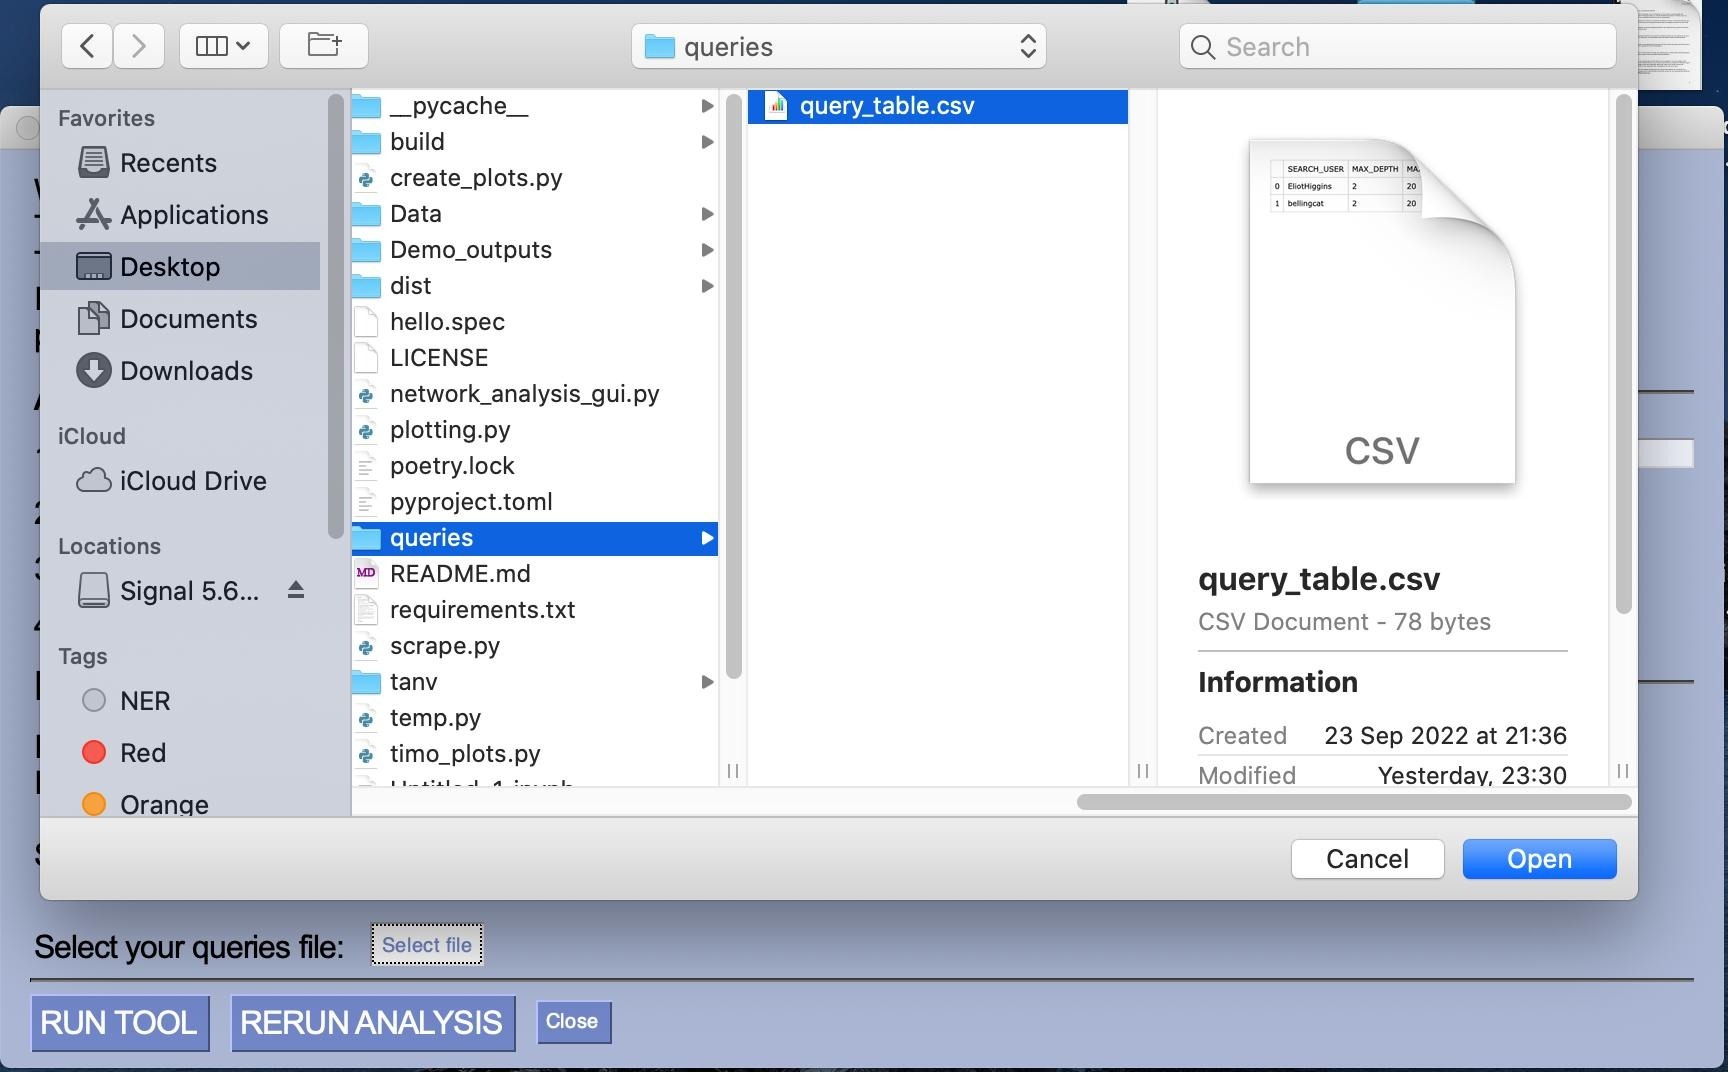 queries
Search
Favorites
Recents
Applications
Desktop
Documents
Downloads
iCloud
iCloud Drive
Locations
Signal 5.6...
Tags
NER
Red
Orange
__pycache__
build
create_plots.py
Data
Demo_outputs
dist
hello.spec
LICENSE
network_analysis_gui.py
plotting.py
poetry.lock
pyproject.toml
queries
MD README.md
requirements.txt
scrape.py
tanv
temp.py
timo_plots.py
query_table.csv
SEARCH_USER MAX_DEPTH
0 EliotHiggins 2 20
1 bellingcat 2 20
CSV
query_table.csv
CSV Document - 78 bytes
Information
Created 23 Sep 2022 at 21:36
Modified Yesterday, 23:30
Cancel Open
Select your queries file: Select file
RUN TOOL RERUN ANALYSIS Close